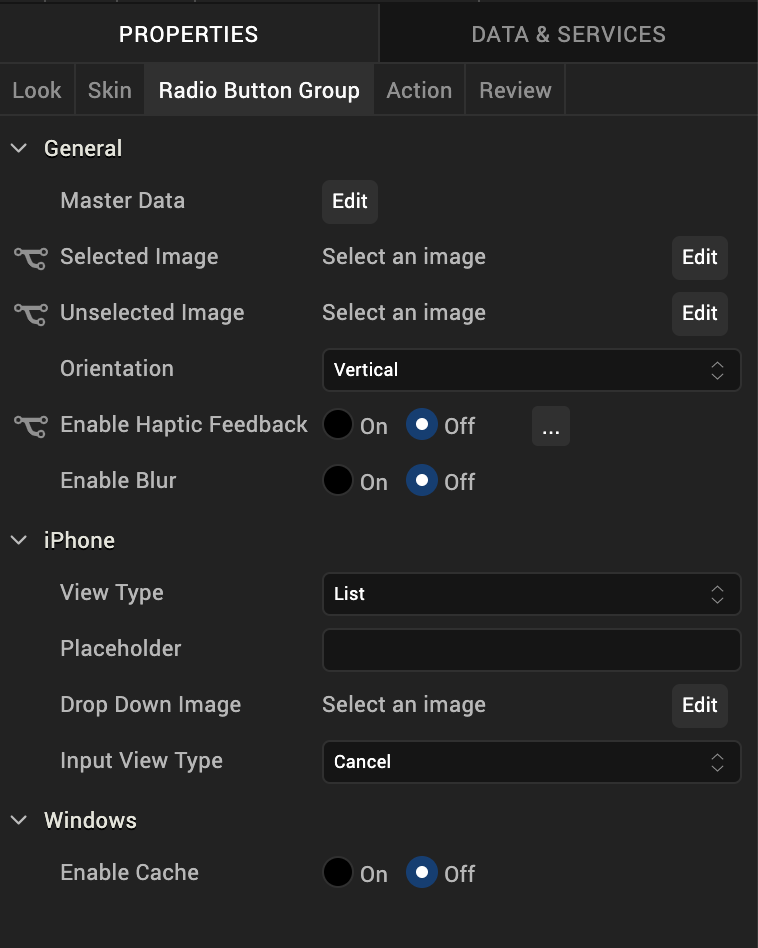 PROPERTIES DATA & SERVICES
Look Skin Radio Button Group Action Review
General
Master Data Edit
Selected Image Select an image Edit
Unselected Image Select an image Edit
Orientation Vertical
Enable Haptic Feedback On Off ...
Enable Blur On Off
iPhone
View Type List
Placeholder
Drop Down Image Select an image Edit
Input View Type Cancel
Windows
Enable Cache On Off